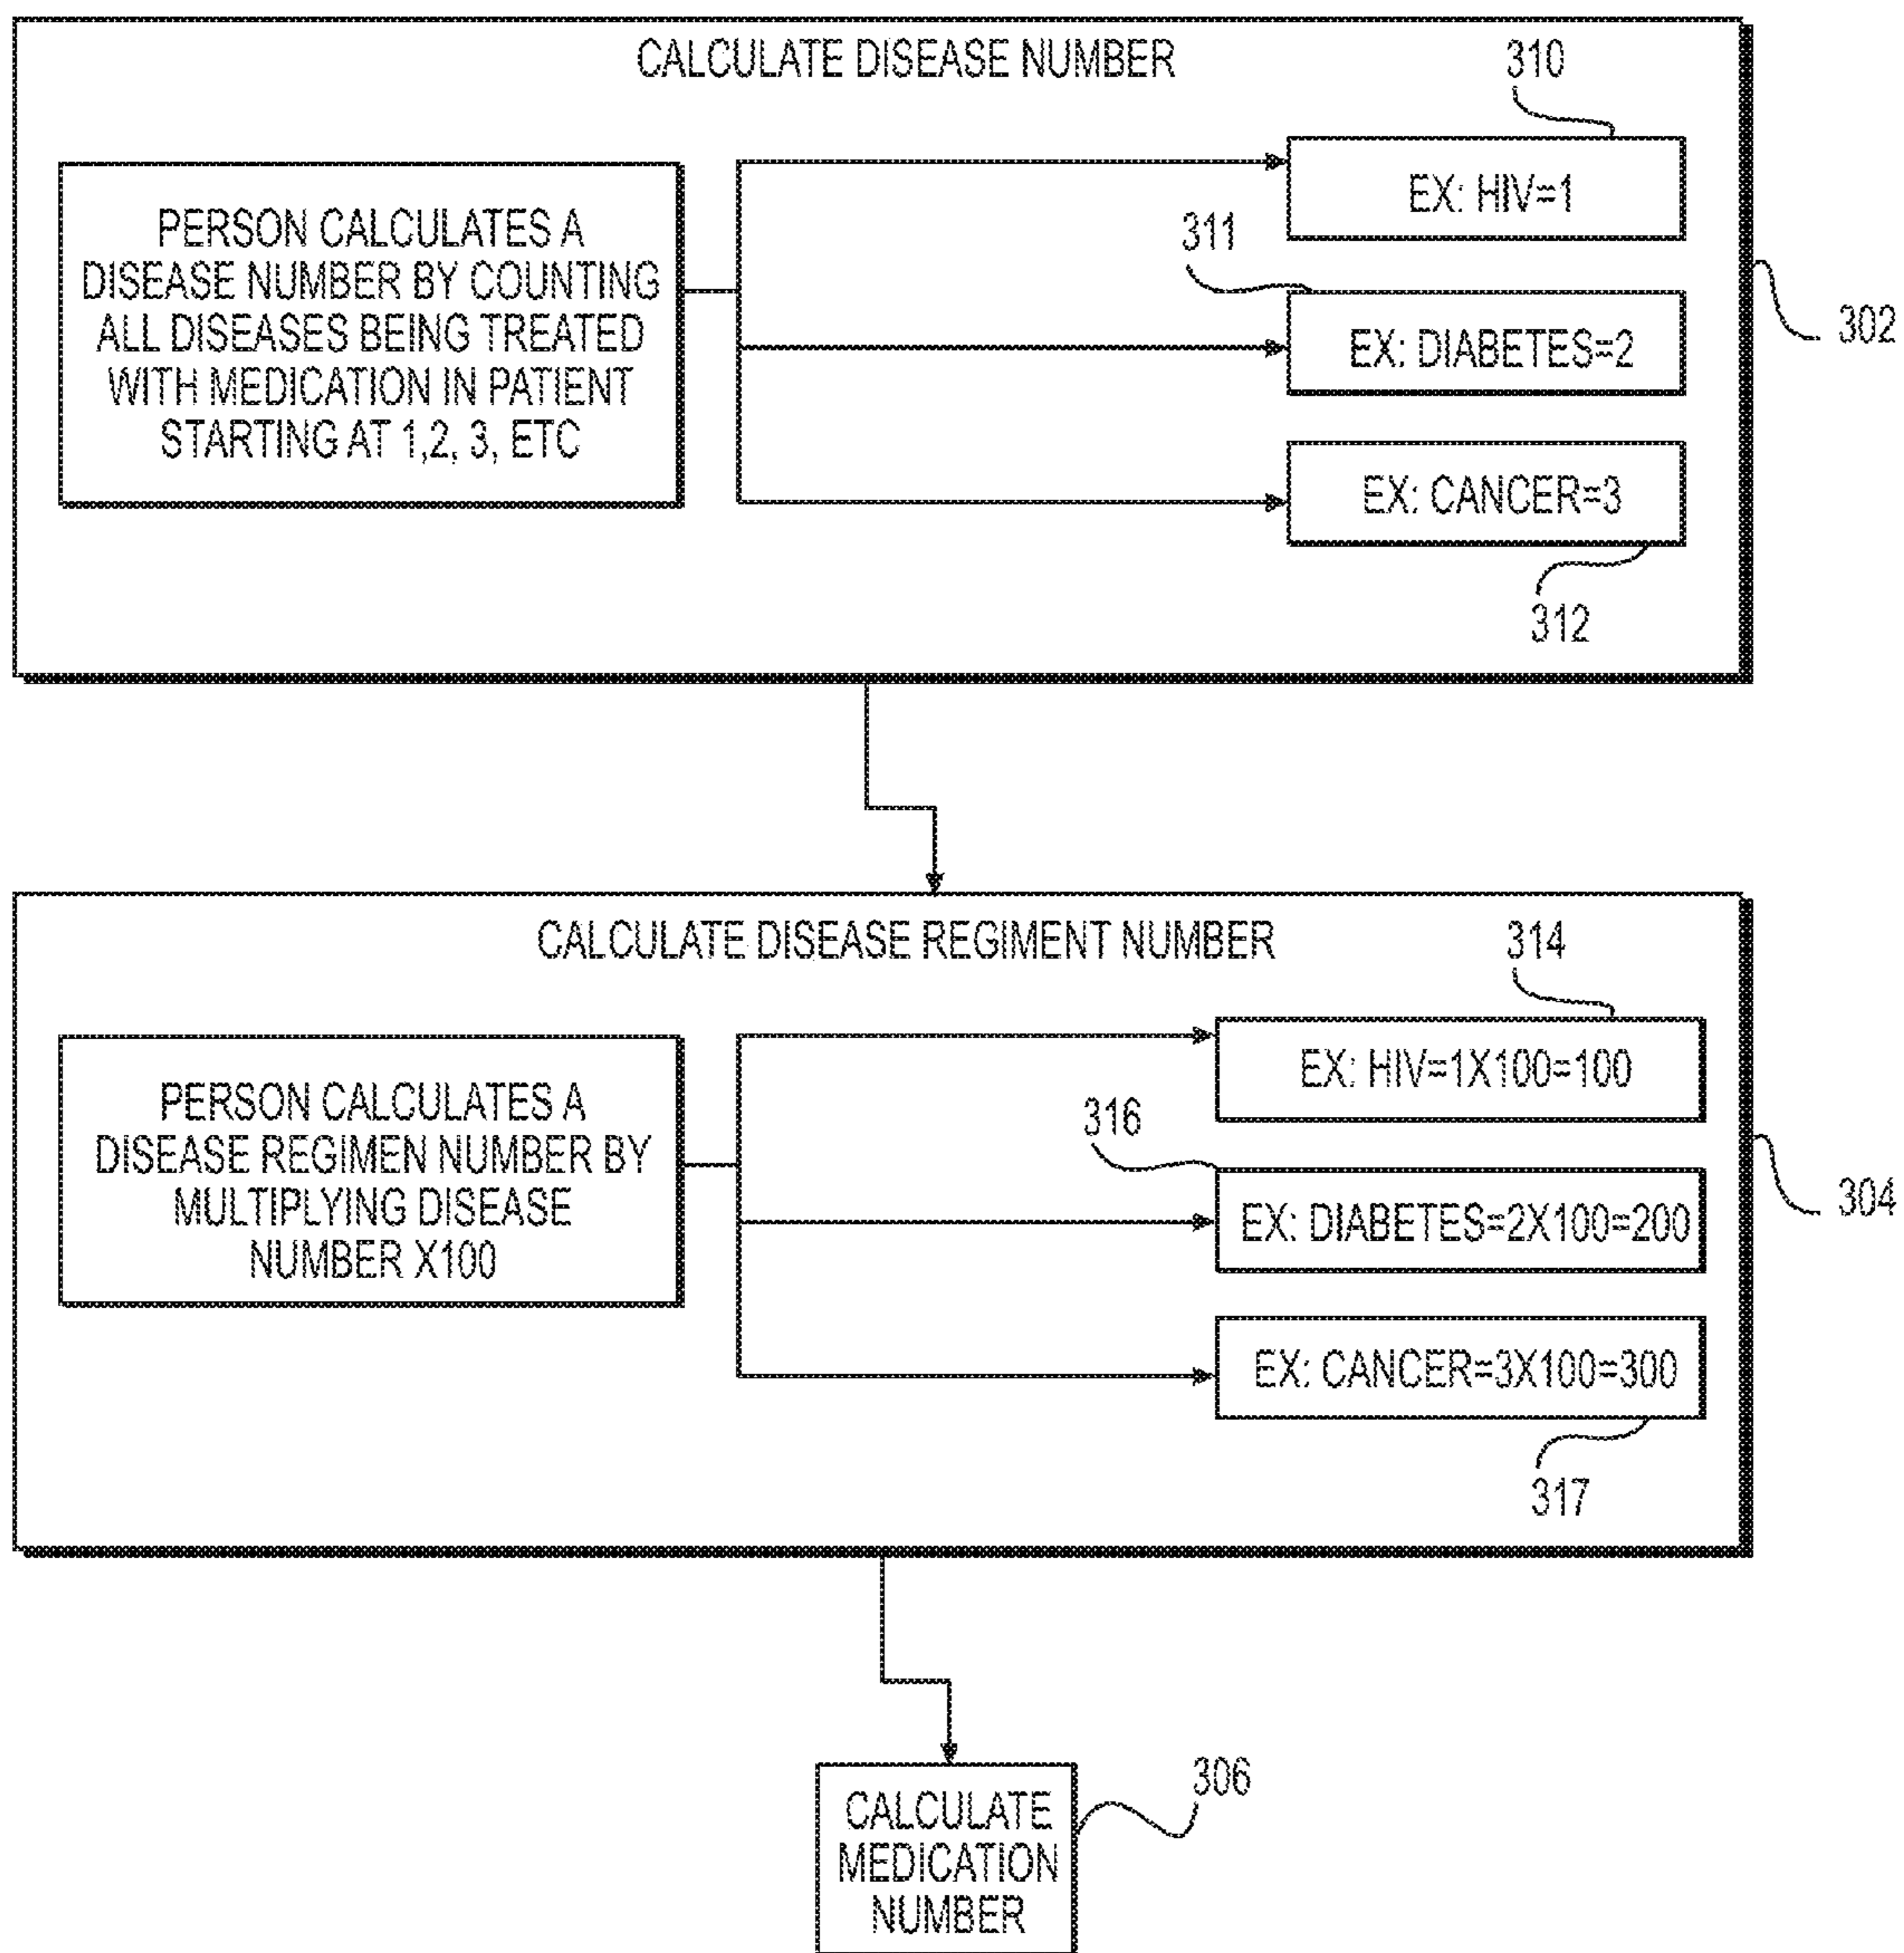 CALCULATE DISEASE NUMBER
310
PERSON CALCULATES A
DISEASE NUMBER BY COUNTING
ALL DISEASES BEING TREATED
WITH MEDICATION IN PATIENT
STARTING AT 1,2, 3, ETC
EX: HIV=1
311
EX: DIABETES=2
302
EX: CANCER=3
312
CALCULATE DISEASE REGIMENT NUMBER
314
PERSON CALCULATES A
DISEASE REGIMEN NUMBER BY
MULTIPLYING DISEASE
NUMBER X100
EX: HIV=1X100=100
316
EX: DIABETES=2X100=200
304
EX: CANCER=3X100=300
317
306
CALCULATE
MEDICATION
NUMBER